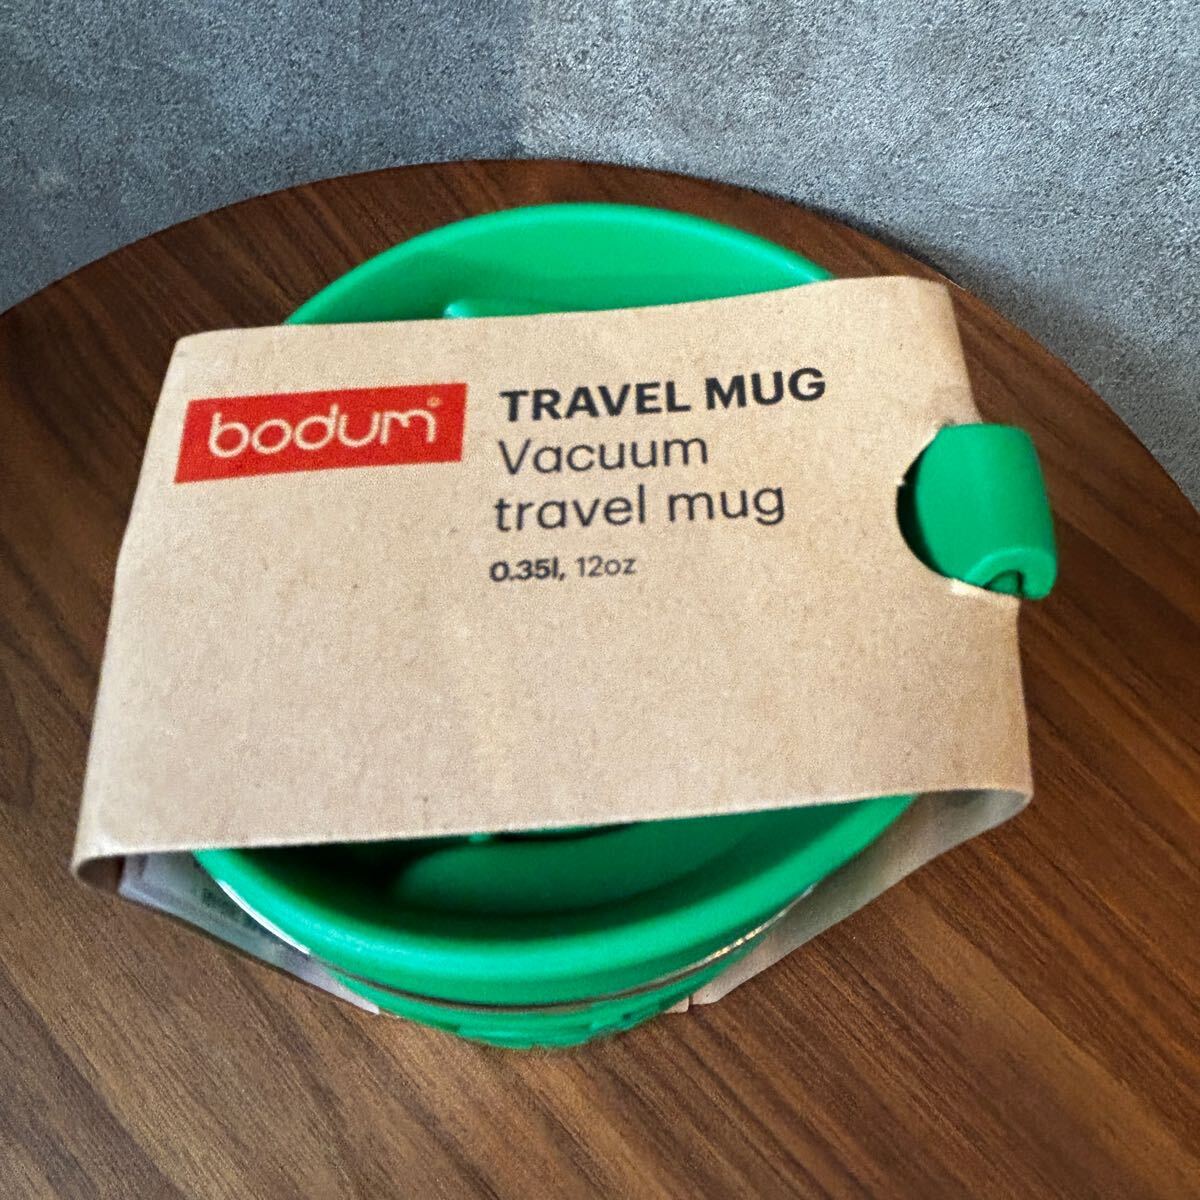 bodum®
TRAVEL MUG
Vacuum
travel mug
0.35l, 12oz